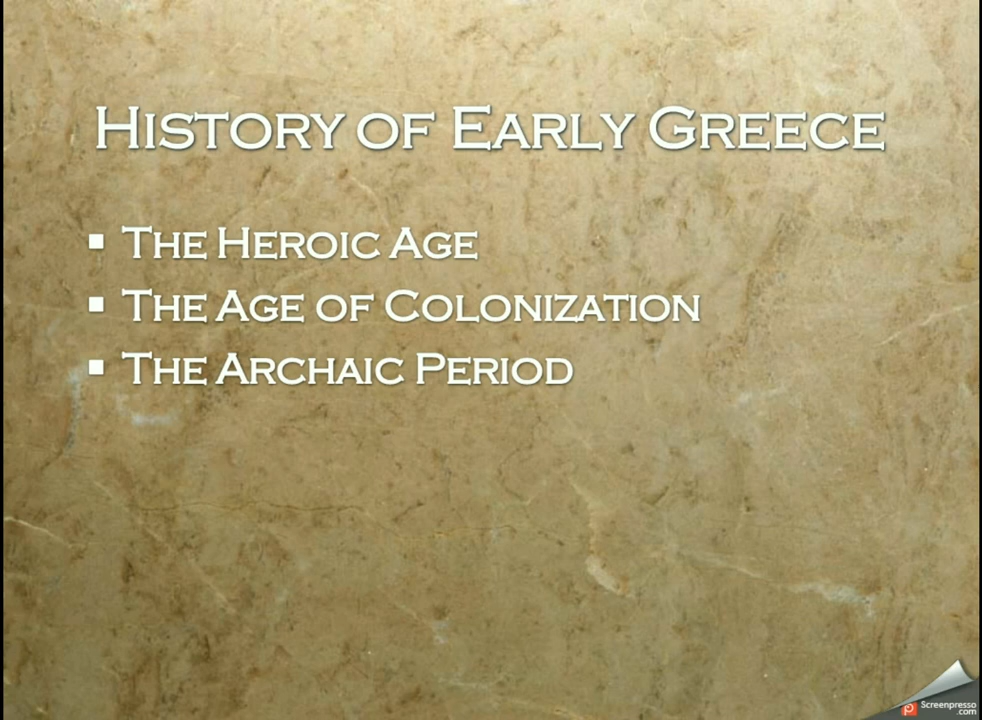 History of Early Greece
▪ The Heroic Age
▪ The Age of Colonization
▪ The Archaic Period
Screenpresso
.com